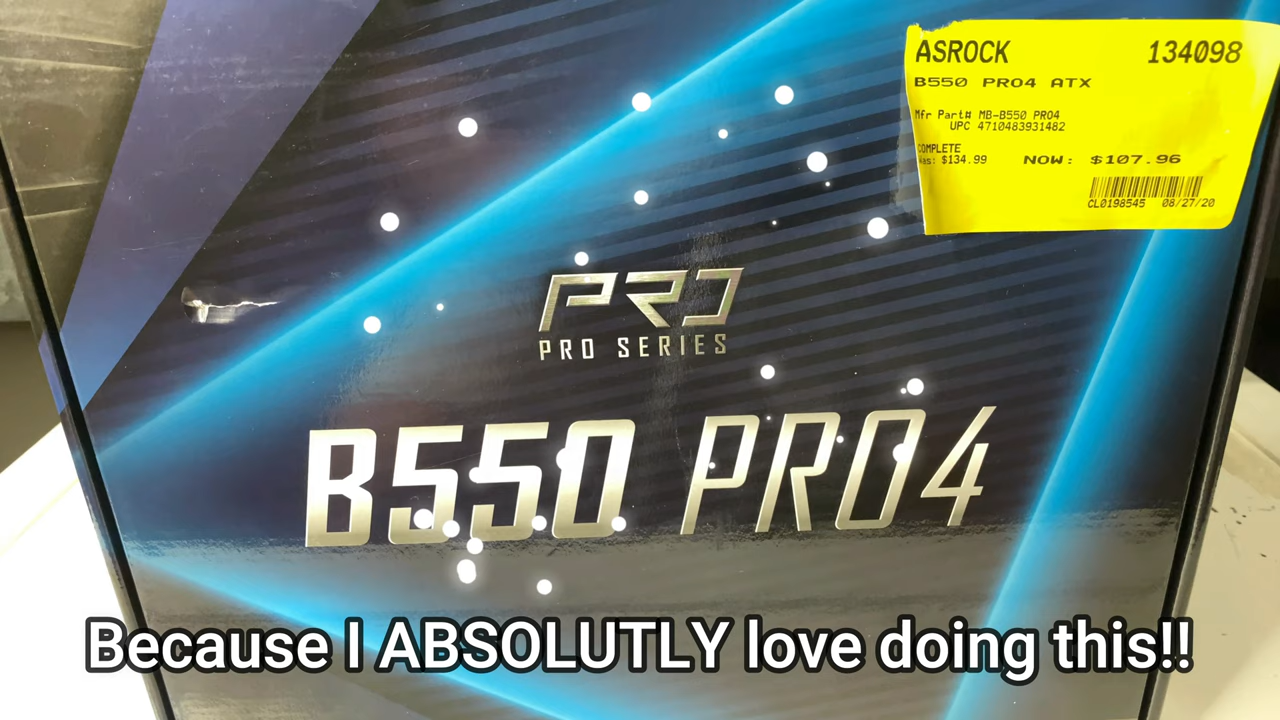 ASROCK 134098
B550 PRO4 ATX
Mfr Part# MB-B550 PRO4
UPC 4710483931482
COMPLETE
Was: $134.99 NOW: $107.96
CL0198545 08/27/20
PRO
PRO SERIES
B550 PRO4
Because I ABSOLUTLY love doing this!!